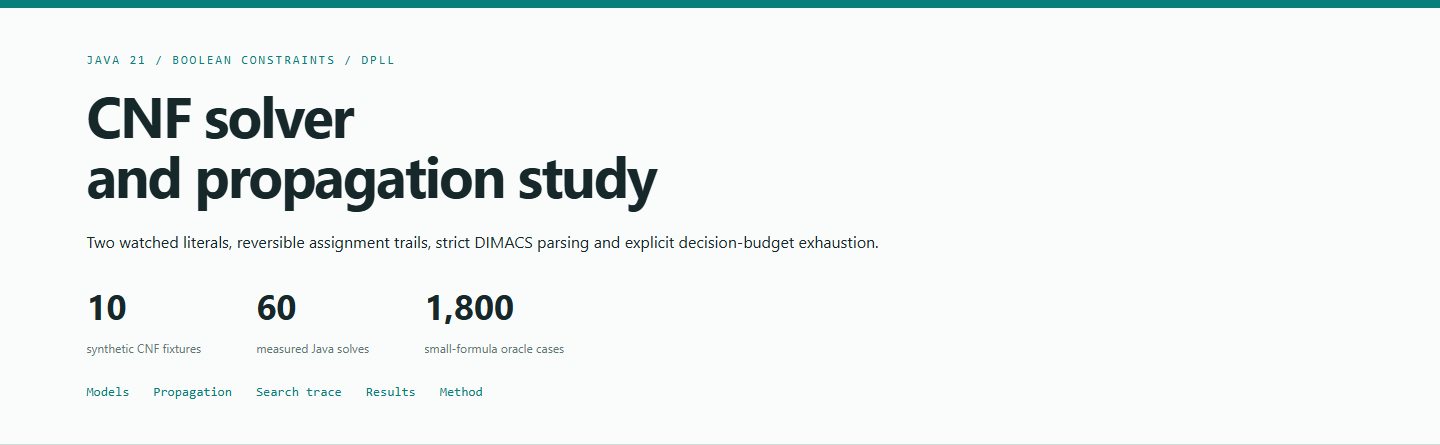 JAVA 21 / BOOLEAN CONSTRAINTS / DPLL
CNF solver
and propagation study
Two watched literals, reversible assignment trails, strict DIMACS parsing and explicit decision-budget exhaustion.
10 60 1,800
synthetic CNF fixtures measured Java solves small-formula oracle cases
Models Propagation Search trace Results Method